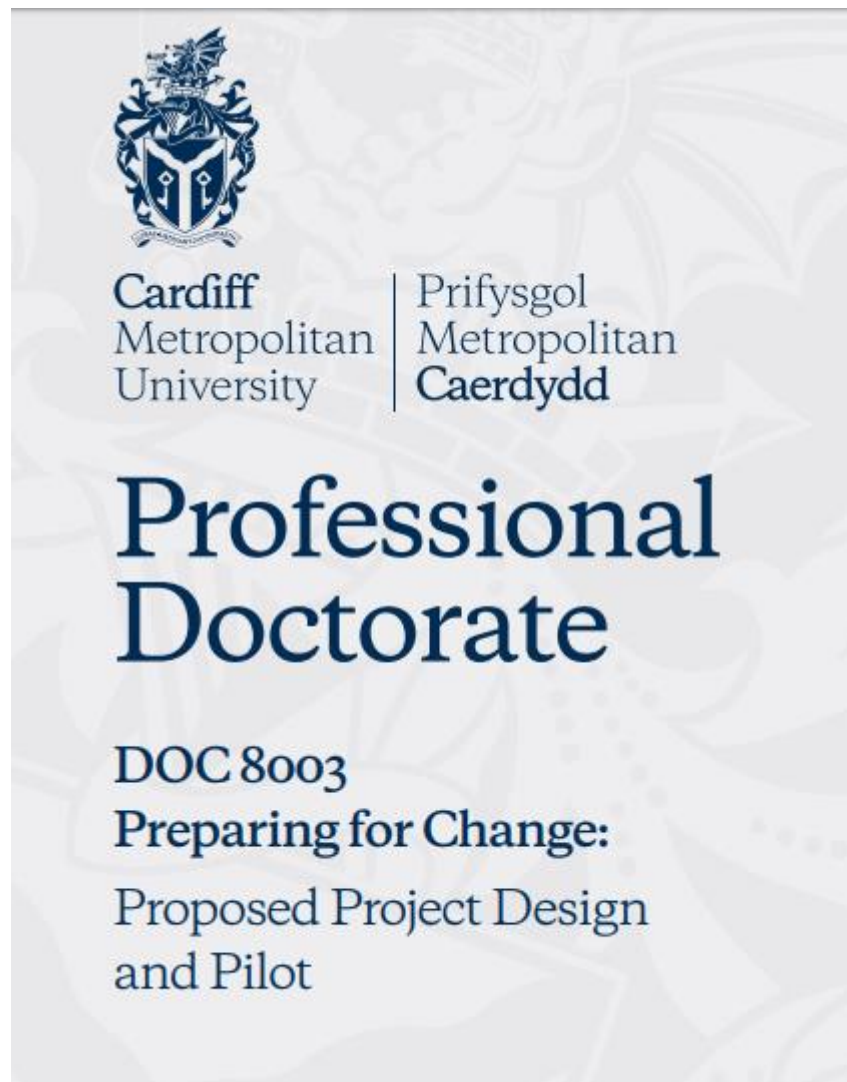 Cardiff
Metropolitan
University
Prifysgol
Metropolitan
Caerdydd
Professional
Doctorate
DOC 8003
Preparing for Change:
Proposed Project Design
and Pilot